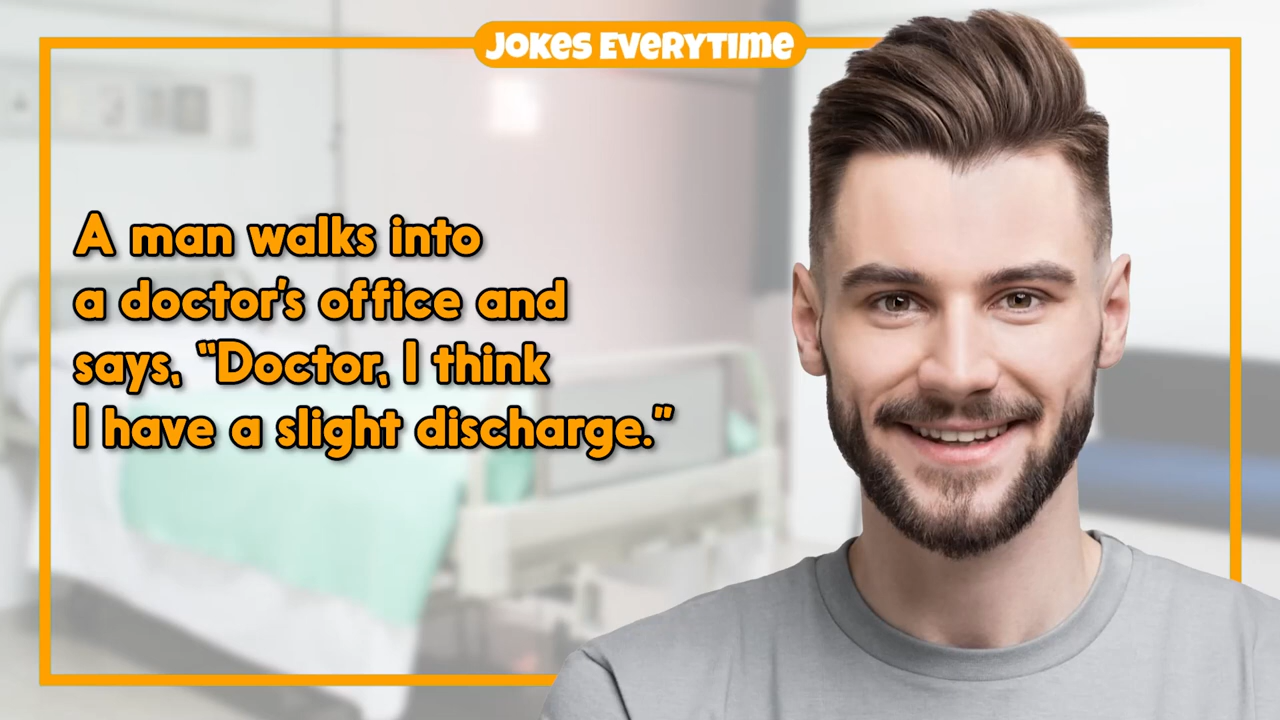 JOKES EVERYTIME
A man walks into
a doctor's office and
says, "Doctor, I think
I have a slight discharge."